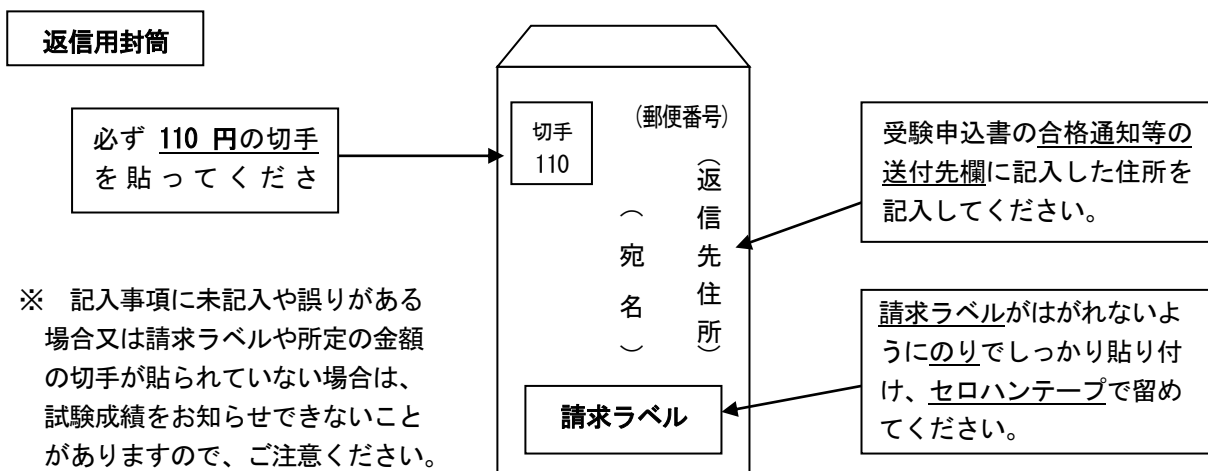 返信用封筒
必ず 110 円の切手
を貼ってくださ
切手
110
(郵便番号)
（返信先住所）
（宛名）
請求ラベル
受験申込書の合格通知等の
送付先欄に記入した住所を
記入してください。
請求ラベルがはがれないよ
うにのりでしっかり貼り付
け、セロハンテープで留め
てください。
※　記入事項に未記入や誤りがある
場合又は請求ラベルや所定の金額
の切手が貼られていない場合は、
試験成績をお知らせできないこと
がありますので、ご注意ください。